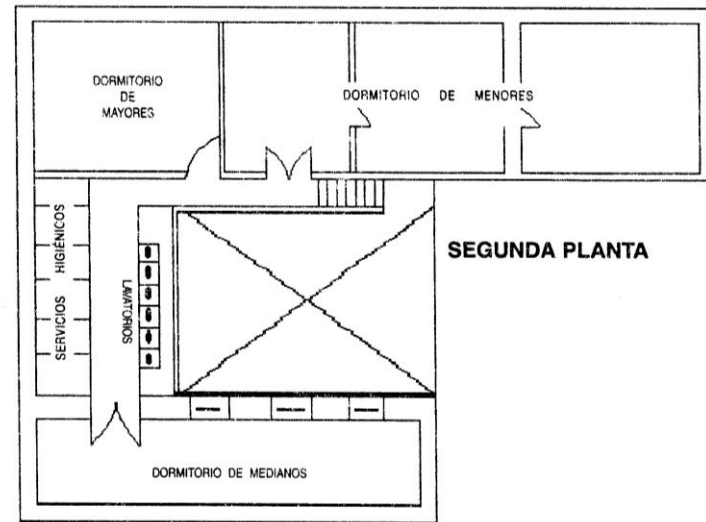 DORMITORIO
DE
MAYORES
DORMITORIO DE MENORES
SERVICIOS HIGIÉNICOS
LAVATORIOS
SEGUNDA PLANTA
DORMITORIO DE MEDIANOS